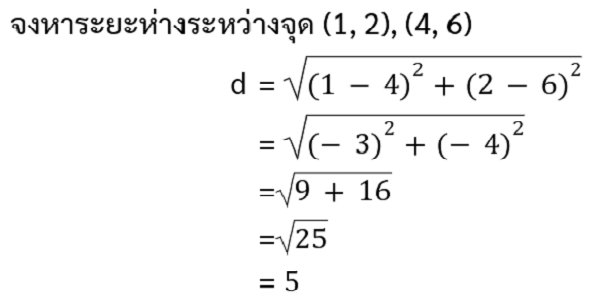 จงหาระยะห่างระหว่างจุด (1, 2), (4, 6)
d = √(1 − 4)² + (2 − 6)²
= √(− 3)² + (− 4)²
=√9 + 16
=√25
= 5